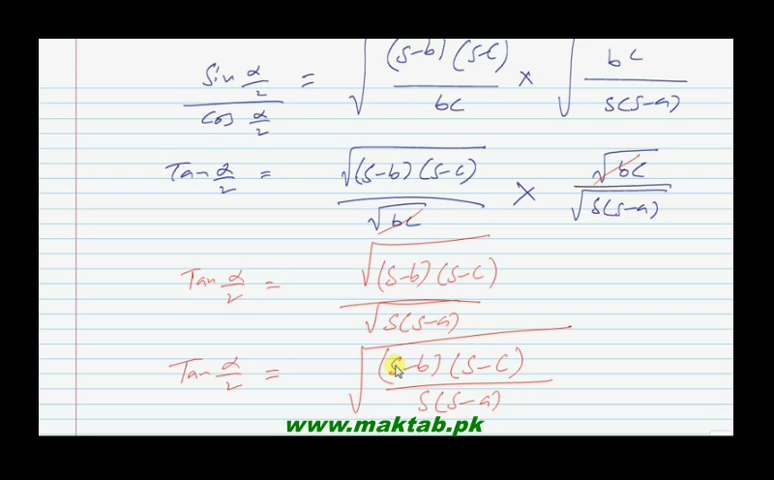 Sin α/2 / Cos α/2 = √((s-b)(s-c) / bc) × √(bc / s(s-a))
Tan α/2 = √(s-b)(s-c) / √bc × √bc / √s(s-a)
Tan α/2 = √(s-b)(s-c) / √s(s-a)
Tan α/2 = √((s-b)(s-c) / s(s-a))
www.maktab.pk